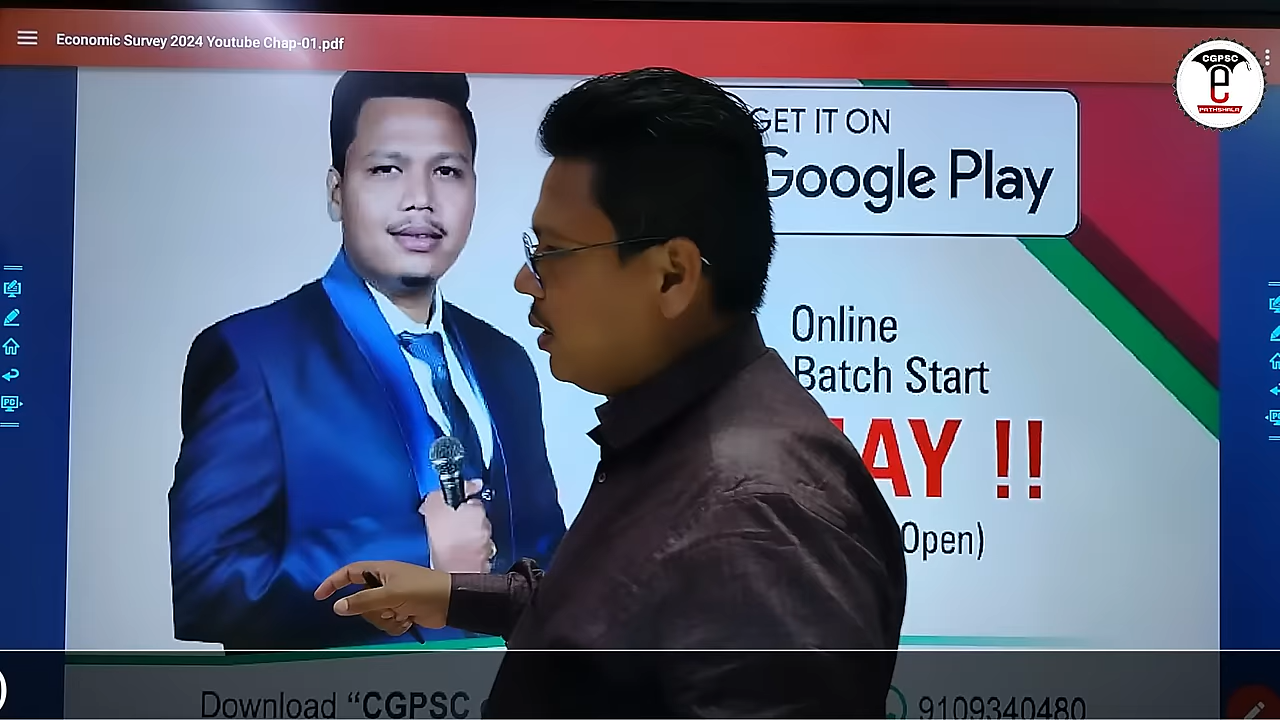 Economic Survey 2024 Youtube Chap-01.pdf
CGPSC
e
PATHSHALA
GET IT ON
Google Play
Online
Batch Start
!!
Open)
Download “CGPSC
9109340480